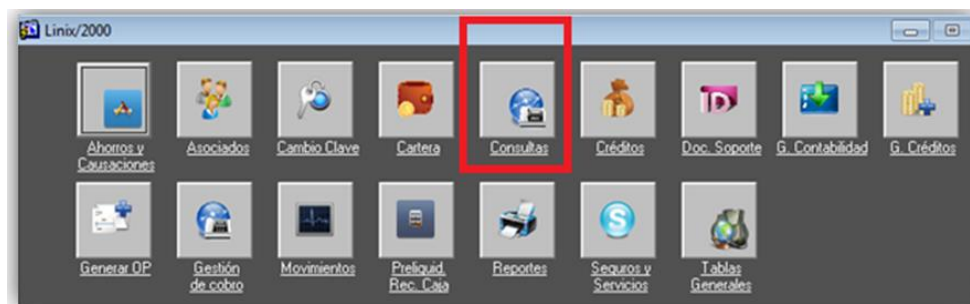 Linix/2000
Ahorros y Causaciones
Asociados
Cambio Clave
Cartera
Consultas
Créditos
iD
Doc. Soporte
G. Contabilidad
G. Créditos
Generar OP
Gestión de cobro
Movimientos
Preliquid. Rec. Caja
Reportes
S
Seguros y Servicios
Tablas Generales